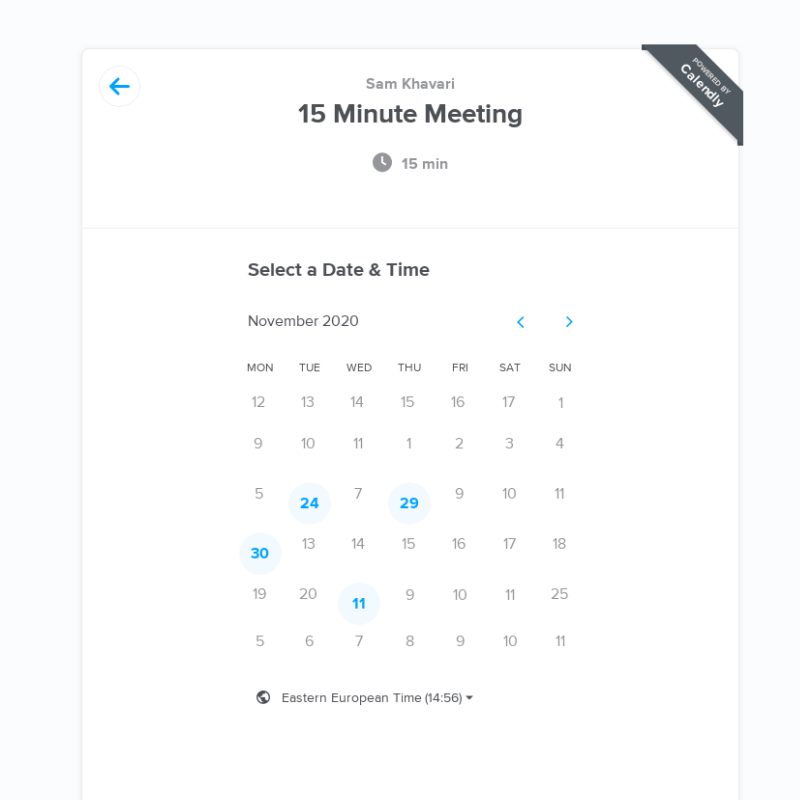 Sam Khavari
15 Minute Meeting
POWERED BY
Calendly
15 min
Select a Date & Time
November 2020
MON TUE WED THU FRI SAT SUN
12 13 14 15 16 17 1
9 10 11 1 2 3 4
5 24 7 29 9 10 11
30 13 14 15 16 17 18
19 20 11 9 10 11 25
5 6 7 8 9 10 11
Eastern European Time (14:56)